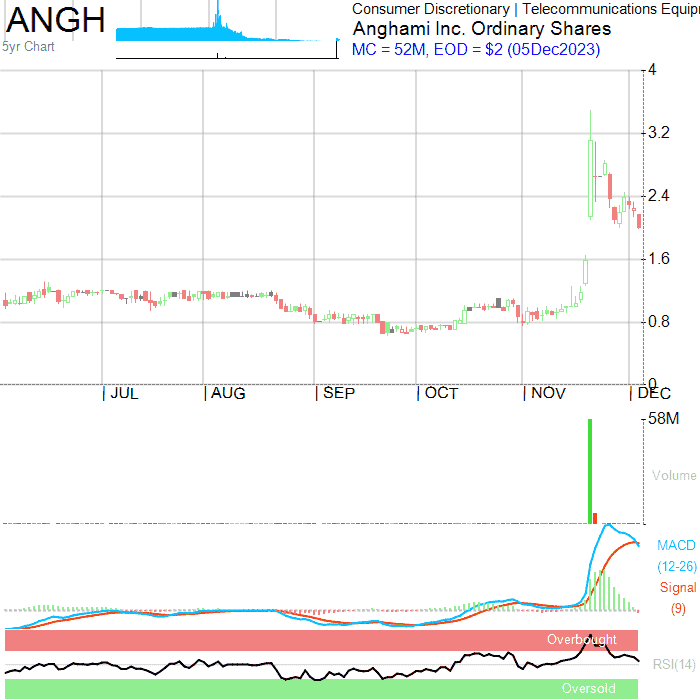 ANGH
5yr Chart
Consumer Discretionary | Telecommunications Equip
Anghami Inc. Ordinary Shares
MC = 52M, EOD = $2 (05Dec2023)
4
3.2
2.4
1.6
0.8
0
JUL AUG SEP OCT NOV DEC
58M
Volume
MACD
(12-26)
Signal
(9)
Overbought
RSI(14)
Oversold